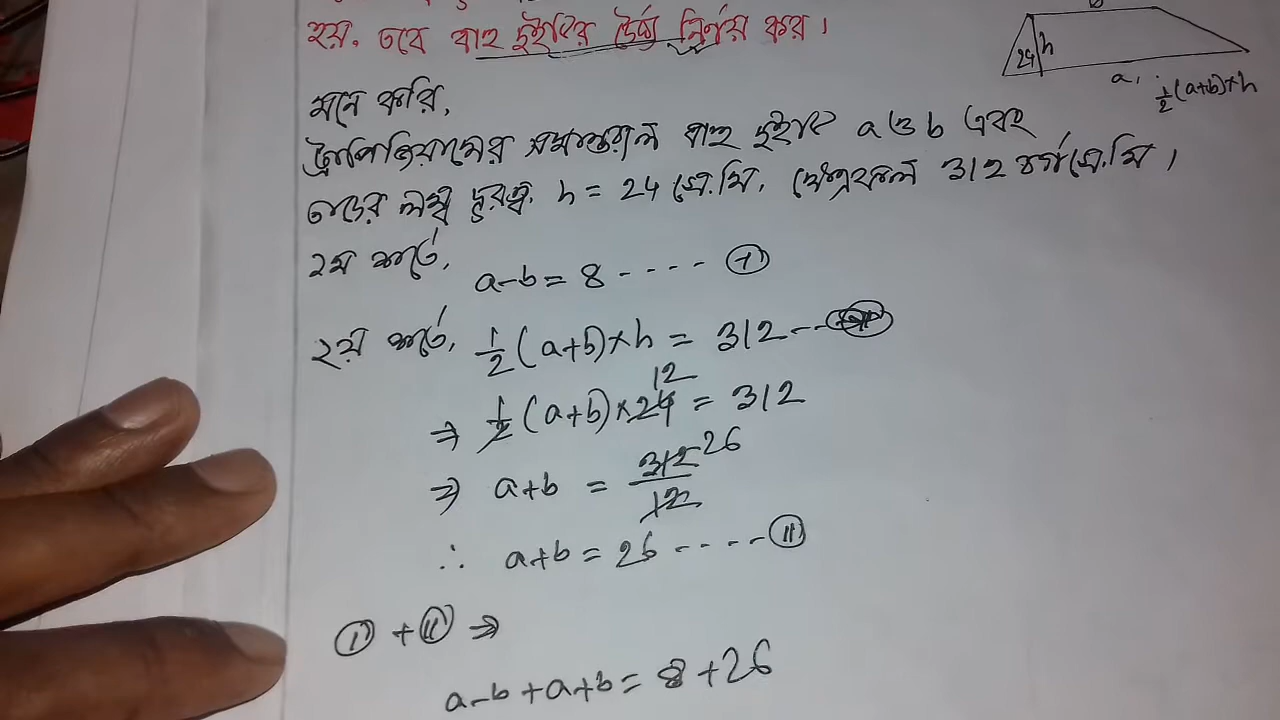 হয়, তবে বাহু দুইটির দৈর্ঘ্য নির্ণয় কর।
b
24 h
a
1/2(a+b)×h
মনে করি,
ট্রাপিজিয়ামের সমান্তরাল বাহু দুইটি a ও b এবং
তাদের লম্ব দুরত্ব, h = 24 সে.মি. ক্ষেত্রফল 312 বর্গ সে.মি।
১ম শর্তে,
a-b = 8 ---- (I)
২য় শর্তে, 1/2(a+b)×h = 312 --
12
⇒ 1/2(a+b)×24 = 312
⇒ a+b = 312/12 26
∴ a+b = 26 ---- (II)
(I) + (II) ⇒
a-b+a+b = 8+26